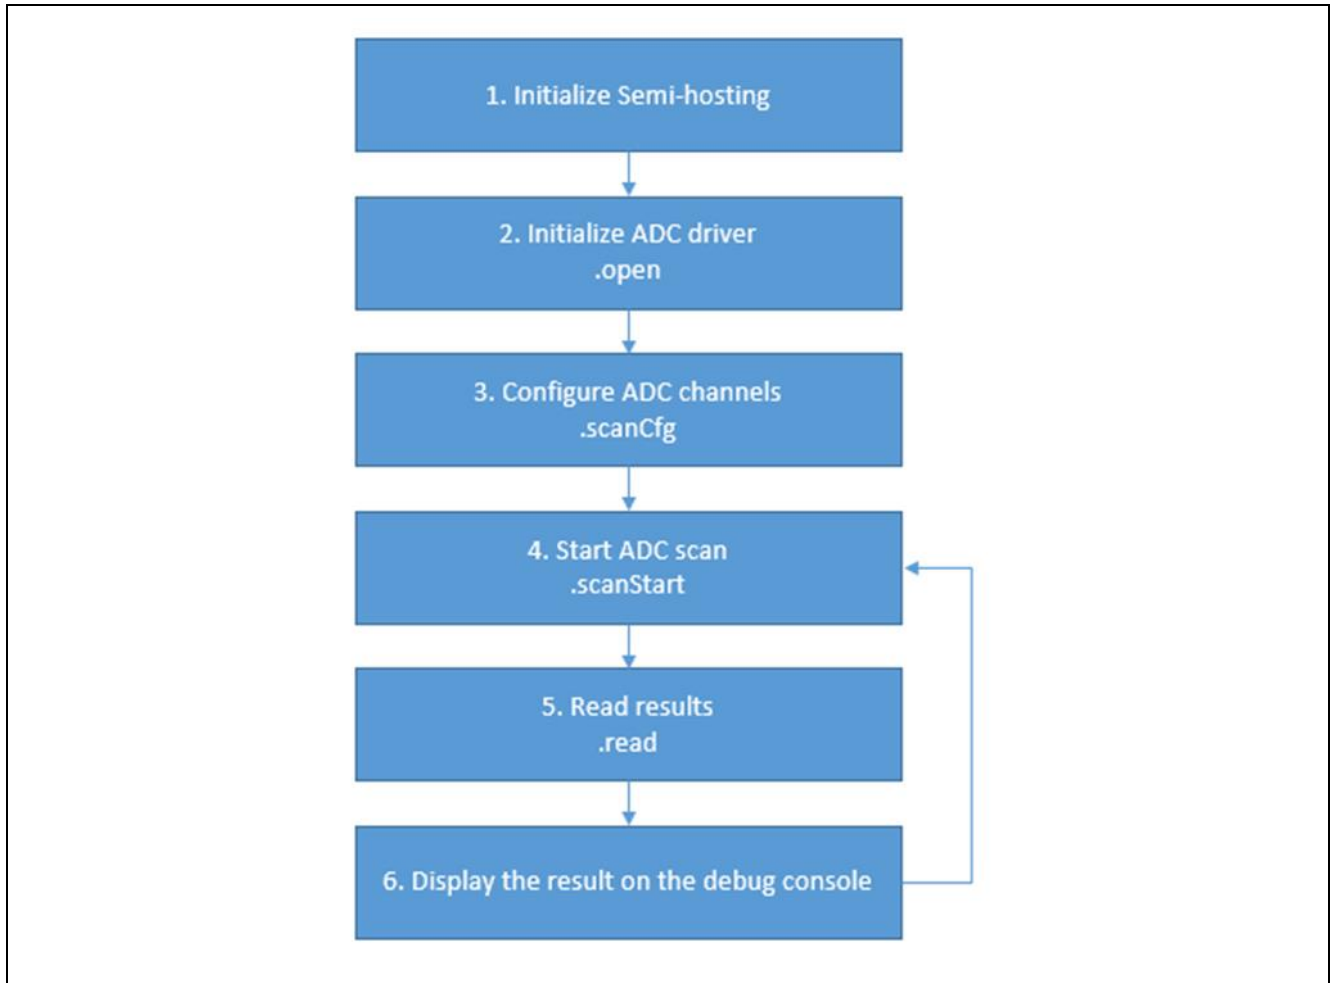 1. Initialize Semi-hosting
2. Initialize ADC driver
.open
3. Configure ADC channels
.scanCfg
4. Start ADC scan
.scanStart
5. Read results
.read
6. Display the result on the debug console